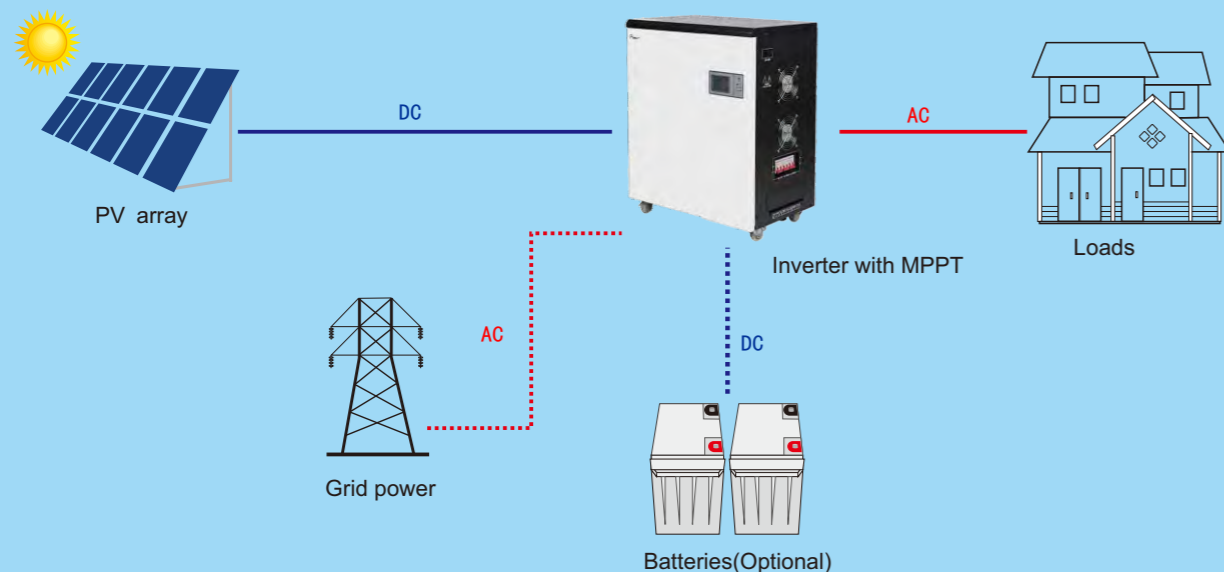 DC
AC
PV array
Inverter with MPPT
Loads
AC
DC
Grid power
Batteries(Optional)